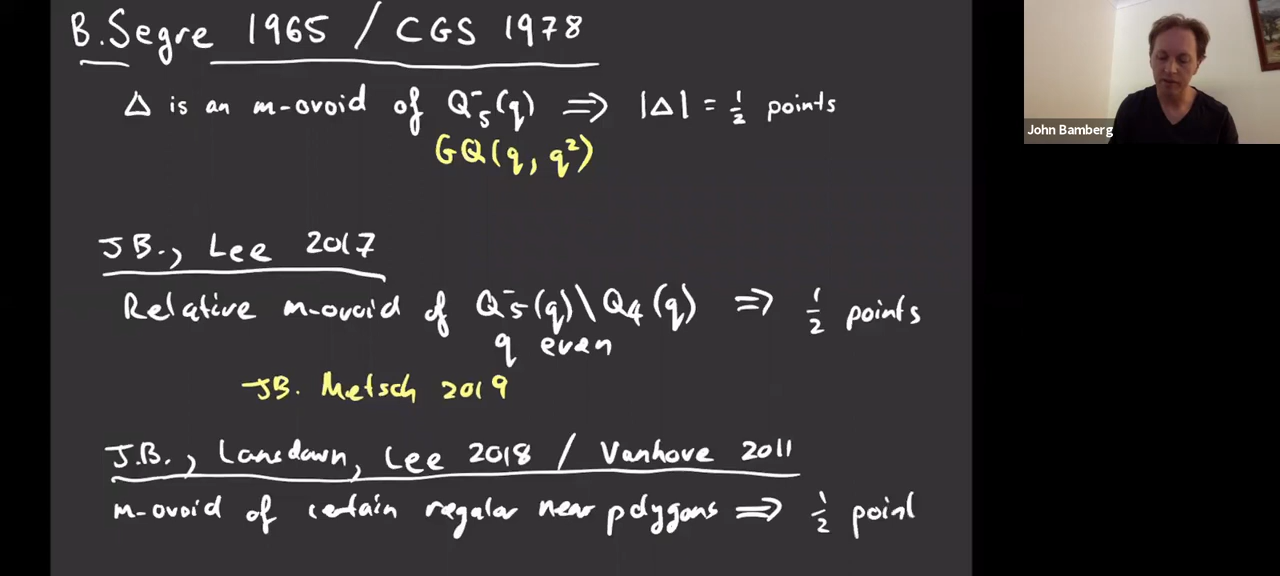 B. Segre 1965 / CGS 1978
Δ is an m-ovoid of Q⁻₅(q) ⟹ |Δ| = ½ points
GQ(q, q²)
J B., Lee 2017
Relative m-ovoid of Q⁻₅(q)\Q₄(q) ⟹ ½ points
q even
JB. Metsch 2019
J.B., Lansdown, Lee 2018 / Vanhove 2011
m-ovoid of certain regular near polygons ⟹ ½ point
John Bamberg